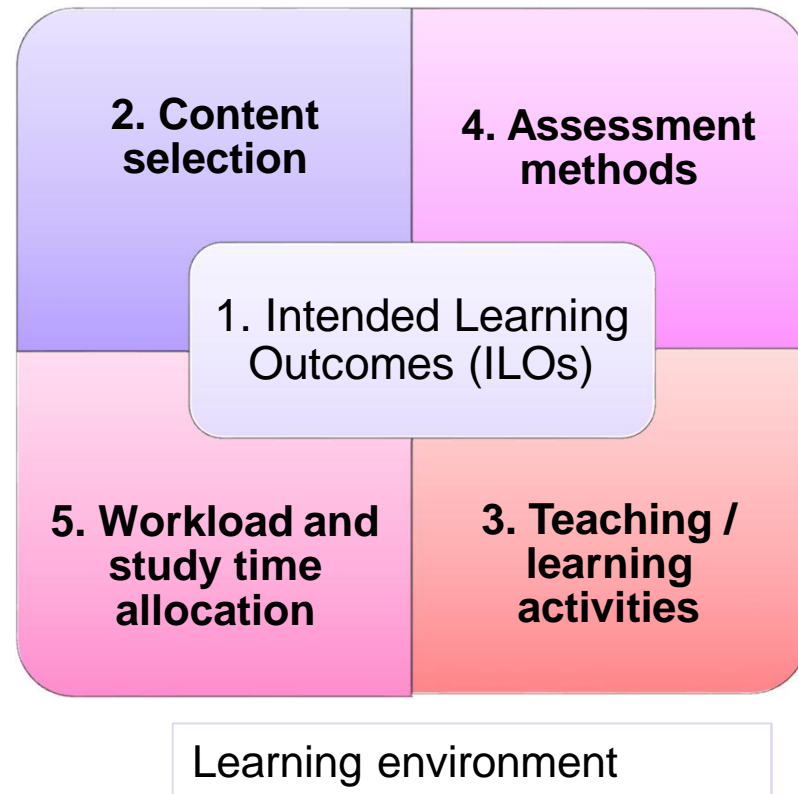 2. Content
selection
4. Assessment
methods
1. Intended Learning
Outcomes (ILOs)
5. Workload and
study time
allocation
3. Teaching /
learning
activities
Learning environment